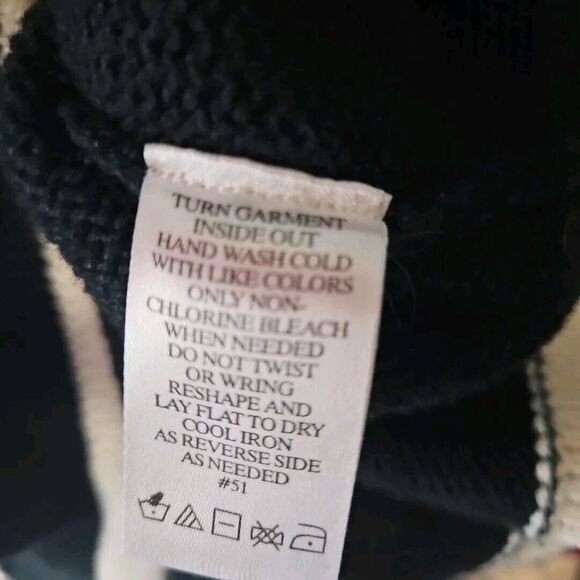 TURN GARMENT
INSIDE OUT
HAND WASH COLD
WITH LIKE COLORS
ONLY NON-
CHLORINE BLEACH
WHEN NEEDED
DO NOT TWIST
OR WRING
RESHAPE AND
LAY FLAT TO DRY
COOL IRON
AS REVERSE SIDE
AS NEEDED
#51